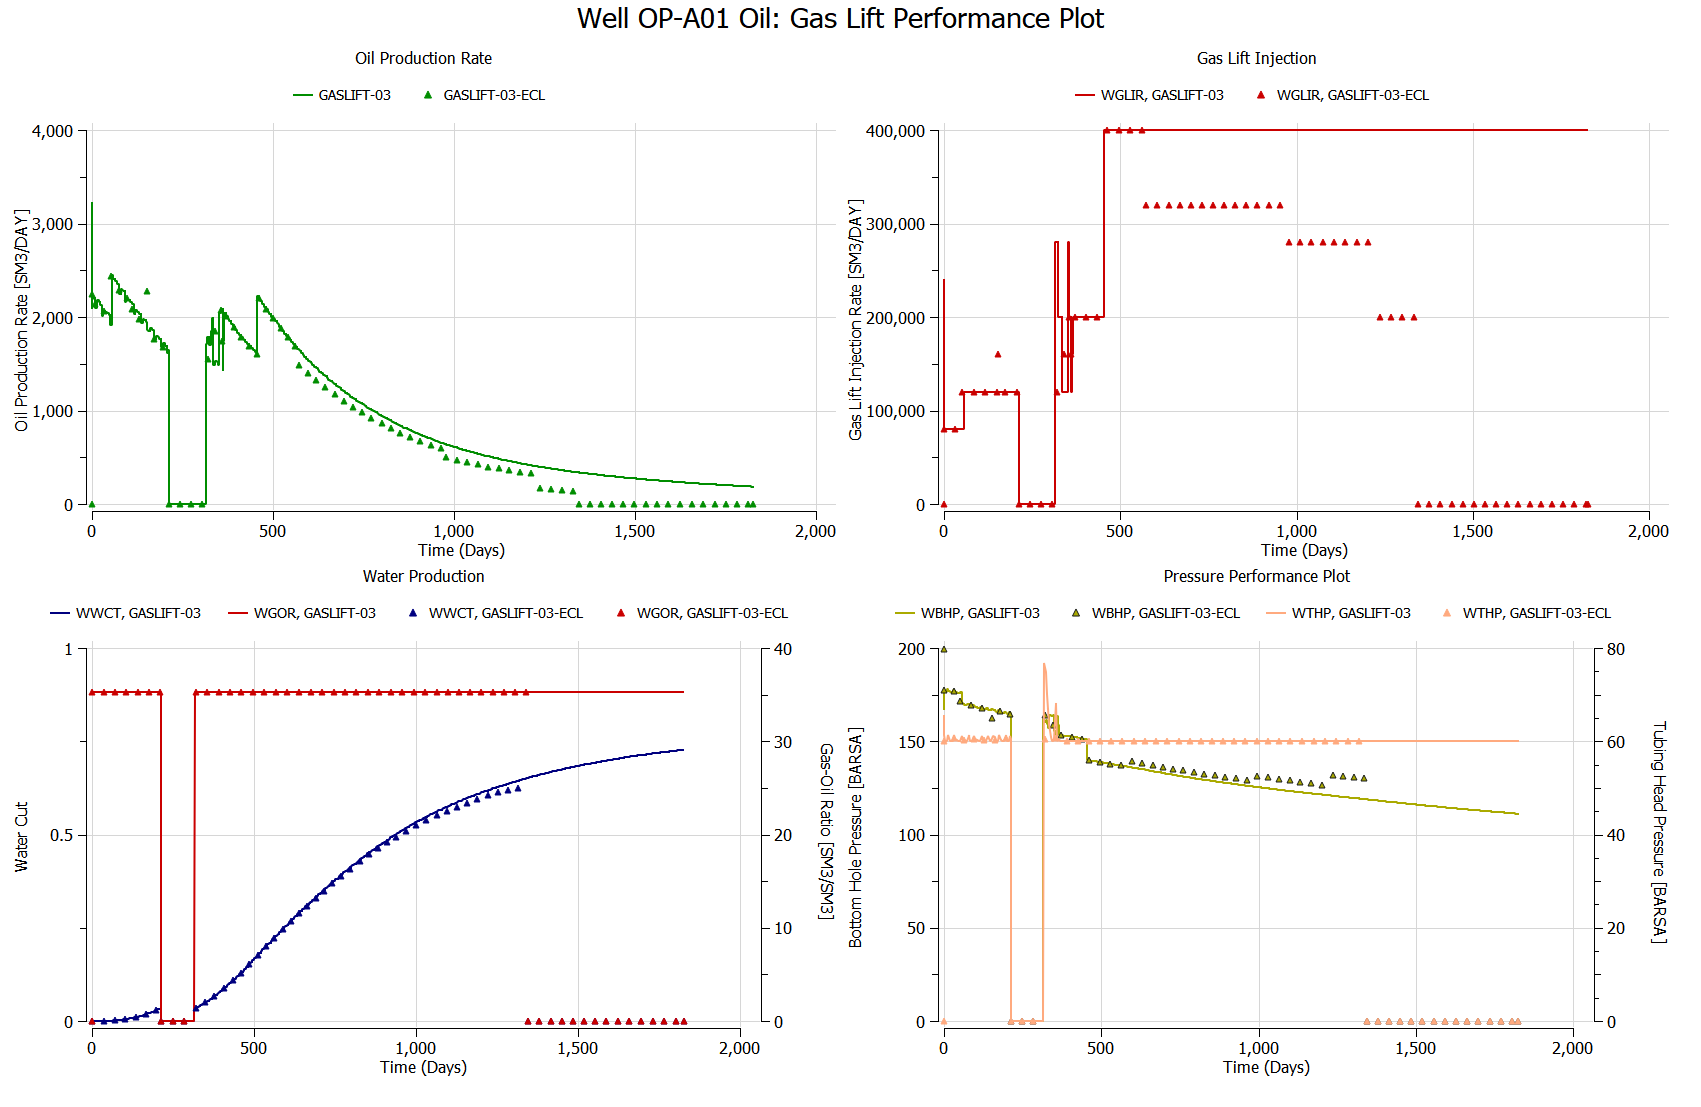 Well OP-A01 Oil: Gas Lift Performance Plot
Oil Production Rate
GASLIFT-03 GASLIFT-03-ECL
4,000
3,000
2,000
1,000
0
Oil Production Rate [SM3/DAY]
0 500 1,000 1,500 2,000
Time (Days)
Gas Lift Injection
WGLIR, GASLIFT-03 WGLIR, GASLIFT-03-ECL
400,000
300,000
200,000
100,000
0
Gas Lift Injection Rate [SM3/DAY]
0 500 1,000 1,500 2,000
Time (Days)
Water Production
WWCT, GASLIFT-03 WGOR, GASLIFT-03 WWCT, GASLIFT-03-ECL WGOR, GASLIFT-03-ECL
1
0.5
0
Water Cut
40
30
20
10
0
Gas-Oil Ratio [SM3/SM3]
0 500 1,000 1,500 2,000
Time (Days)
Pressure Performance Plot
WBHP, GASLIFT-03 WBHP, GASLIFT-03-ECL WTHP, GASLIFT-03 WTHP, GASLIFT-03-ECL
200
150
100
50
0
Bottom Hole Pressure [BARSA]
80
60
40
20
0
Tubing Head Pressure [BARSA]
0 500 1,000 1,500 2,000
Time (Days)